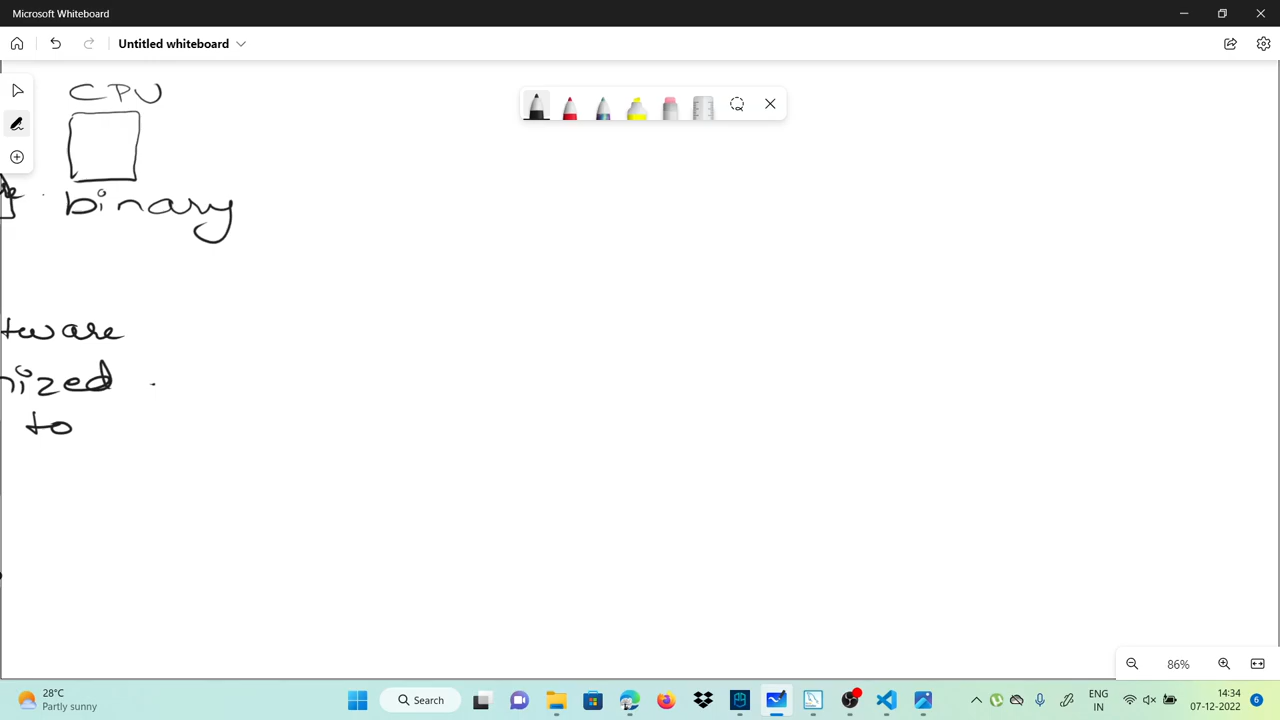 Microsoft Whiteboard
Untitled whiteboard
CPU
binary
tware
nized
to
86%
28°C
Partly sunny
Search
ENG
IN
14:34
07-12-2022
6